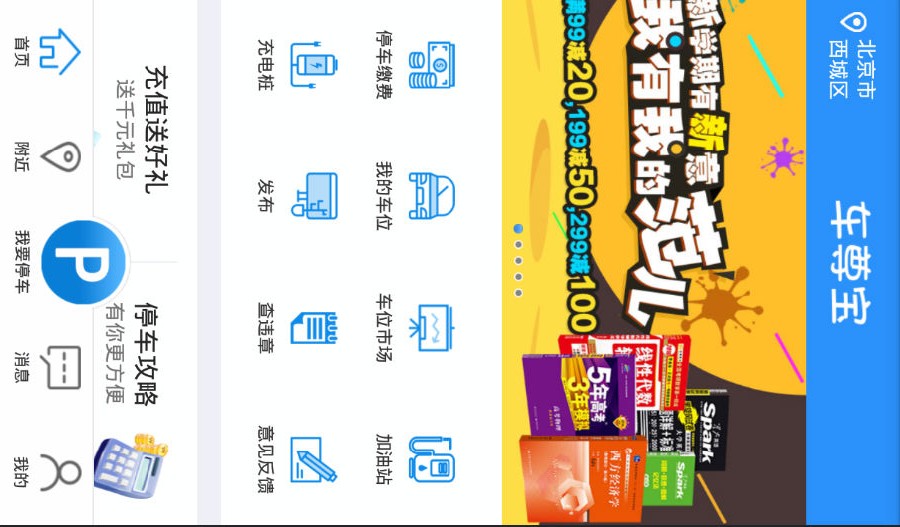 北京市
西城区
车尊宝
新学期有新意
我有我的范儿
满99减20,199减50,299减100
线性代数
5年高考
3年模拟
高考物理
Spark
Spark
西方经济学
停车缴费
我的车位
车位市场
加油站
充电桩
发布
查违章
意见反馈
充值送好礼
送千元礼包
停车攻略
有你更方便
P
首页
附近
我要停车
消息
我的